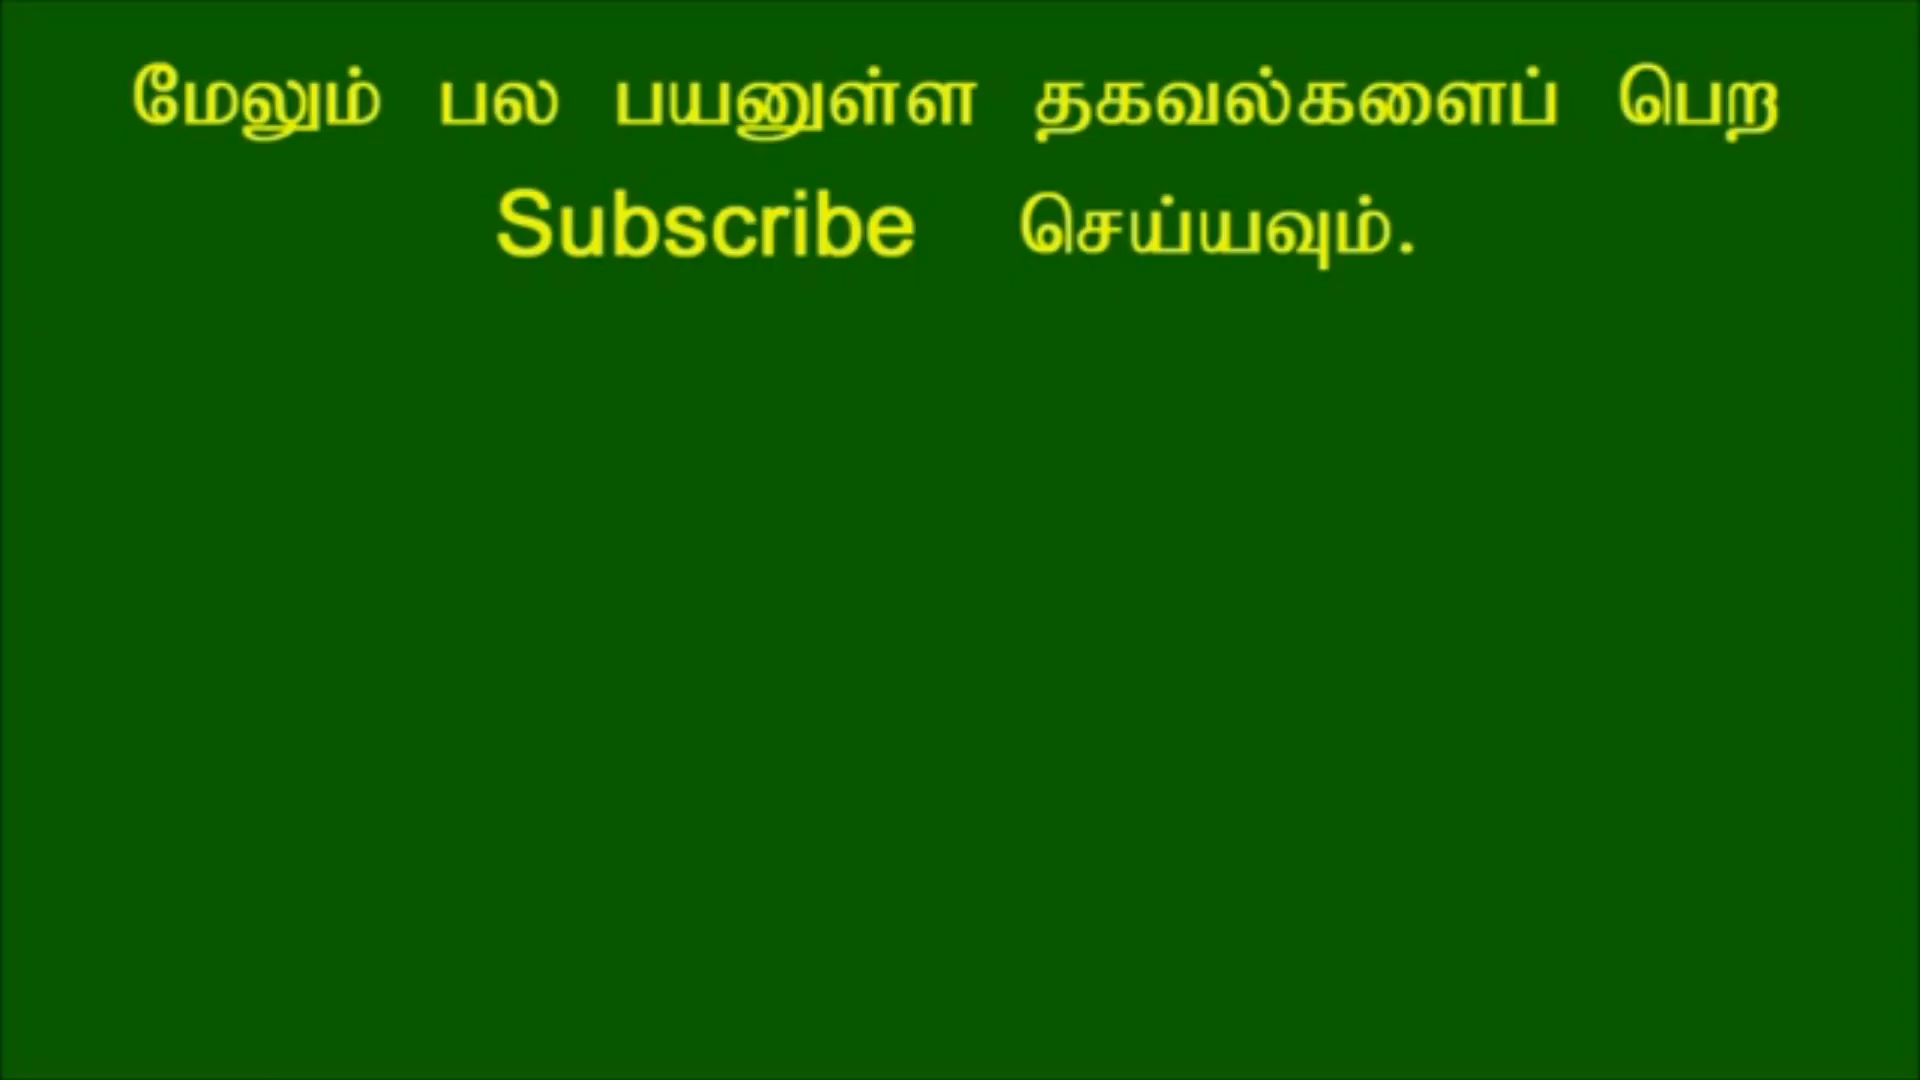 மேலும் பல பயனுள்ள தகவல்களைப் பெற
Subscribe செய்யவும்.